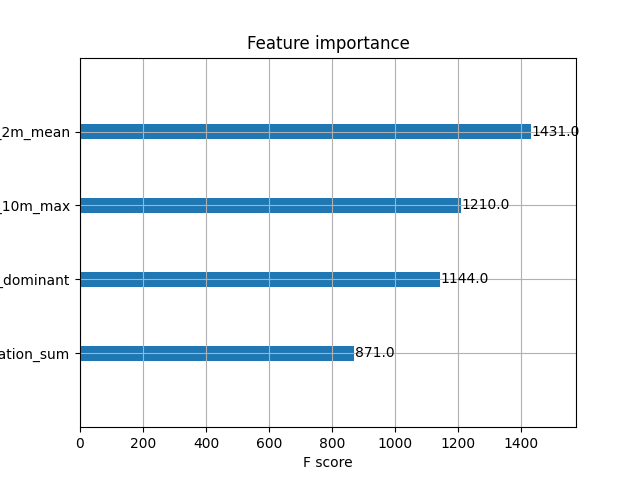 Feature importance
_2m_mean
1431.0
_10m_max
1210.0
_dominant
1144.0
ation_sum
871.0
0 200 400 600 800 1000 1200 1400
F score